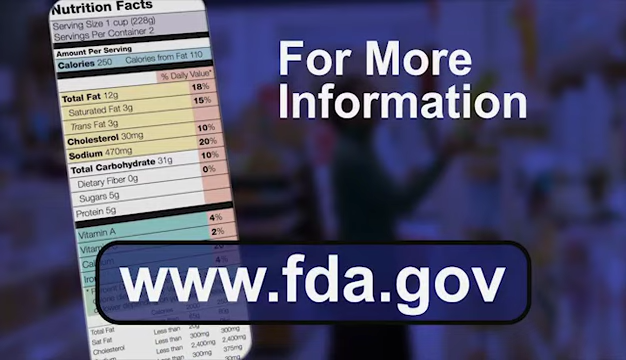 Nutrition Facts
Serving Size 1 cup (228g)
Servings Per Container 2
Amount Per Serving
Calories 250 Calories from Fat 110
% Daily Value*
Total Fat 12g 18%
Saturated Fat 3g 15%
Trans Fat 3g
Cholesterol 30mg 10%
Sodium 470mg 20%
Total Carbohydrate 31g 10%
Dietary Fiber 0g 0%
Sugars 5g
Protein 5g
Vitamin A 4%
2%
4%
Total Fat Less than
Sat Fat Less than
Cholesterol Less than 300mg 300mg
For More
Information
www.fda.gov